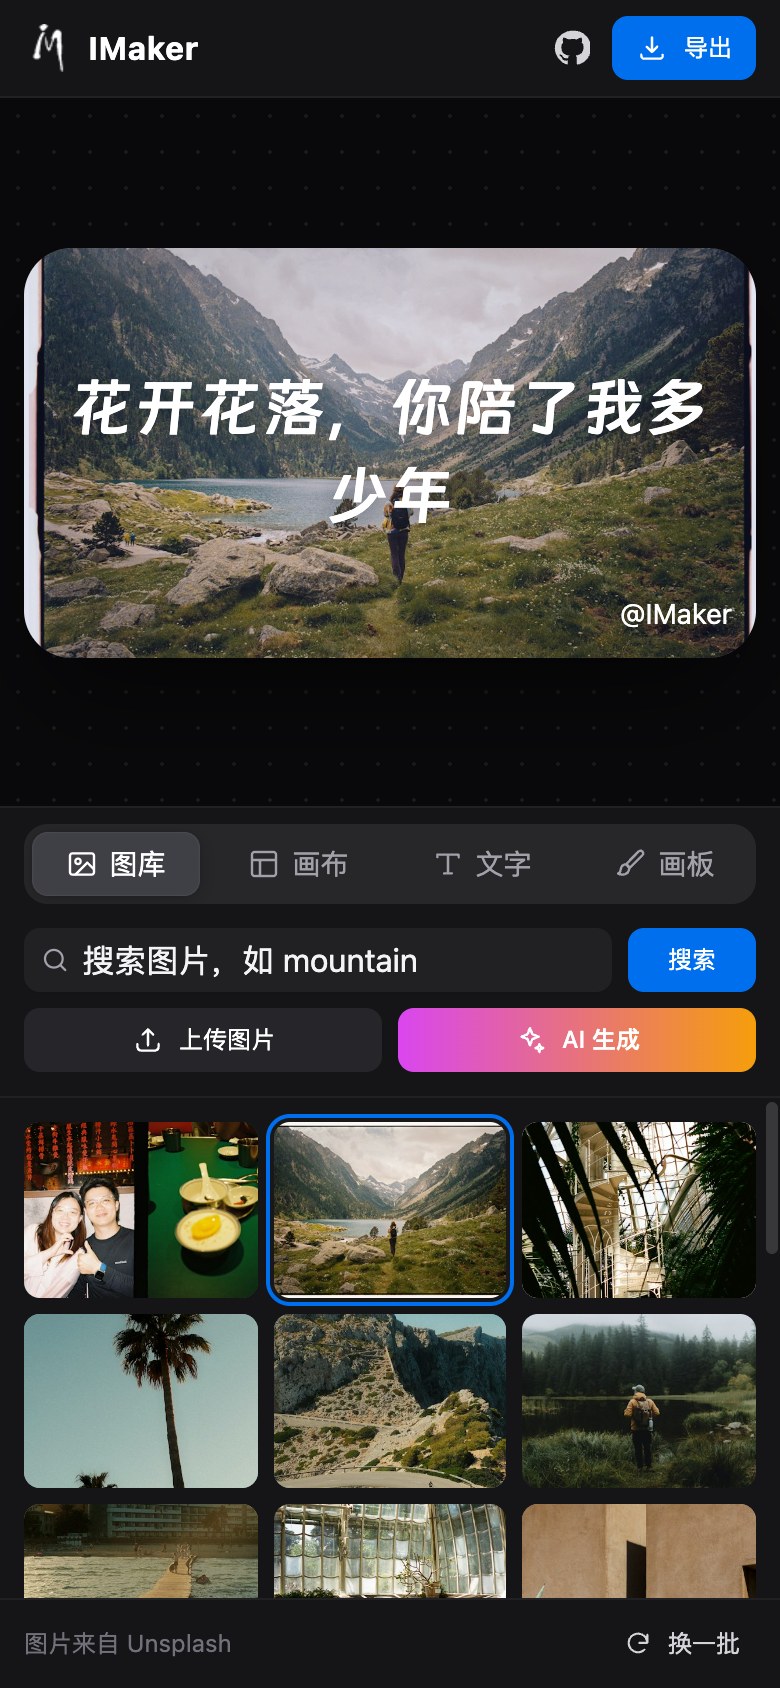 IMaker
导出
花开花落，你陪了我多
少年
@IMaker
图库
画布
文字
画板
搜索图片，如 mountain
搜索
上传图片
AI 生成
图片来自 Unsplash
换一批